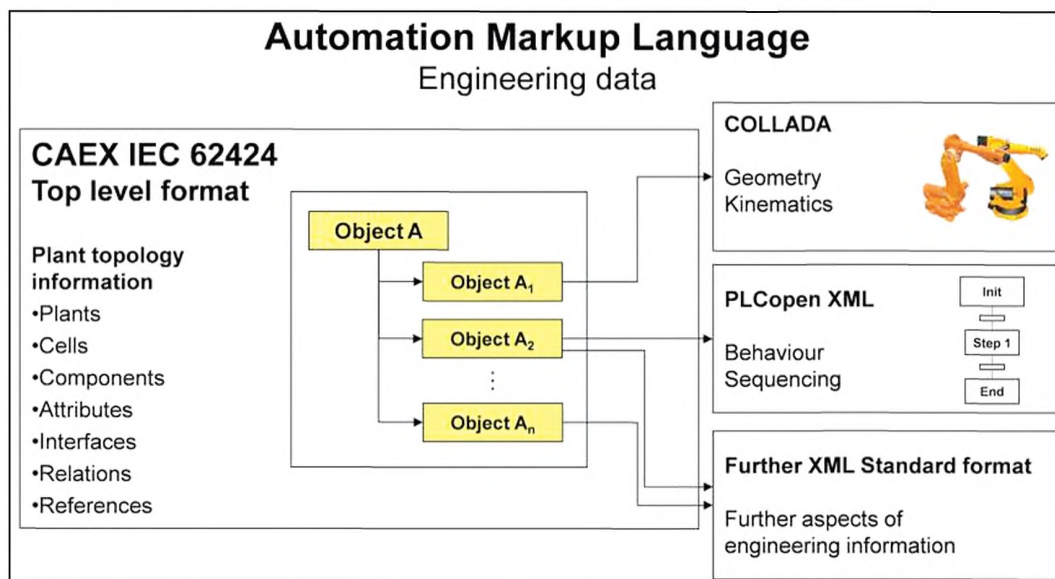 Automation Markup Language
Engineering data
CAEX IEC 62424
Top level format
Plant topology
information
•Plants
•Cells
•Components
•Attributes
•Interfaces
•Relations
•References
Object A
Object A₁
Object A₂
⋮
Object Aₙ
COLLADA
Geometry
Kinematics
PLCopen XML
Behaviour
Sequencing
Init
Step 1
End
Further XML Standard format
Further aspects of
engineering information